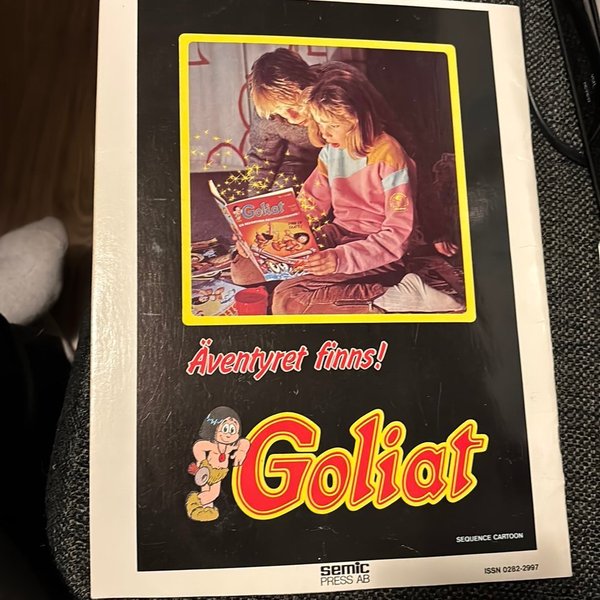 Goliat
Äventyret finns!
Goliat
SEQUENCE CARTOON
semic
PRESS AB
ISSN 0282-2997